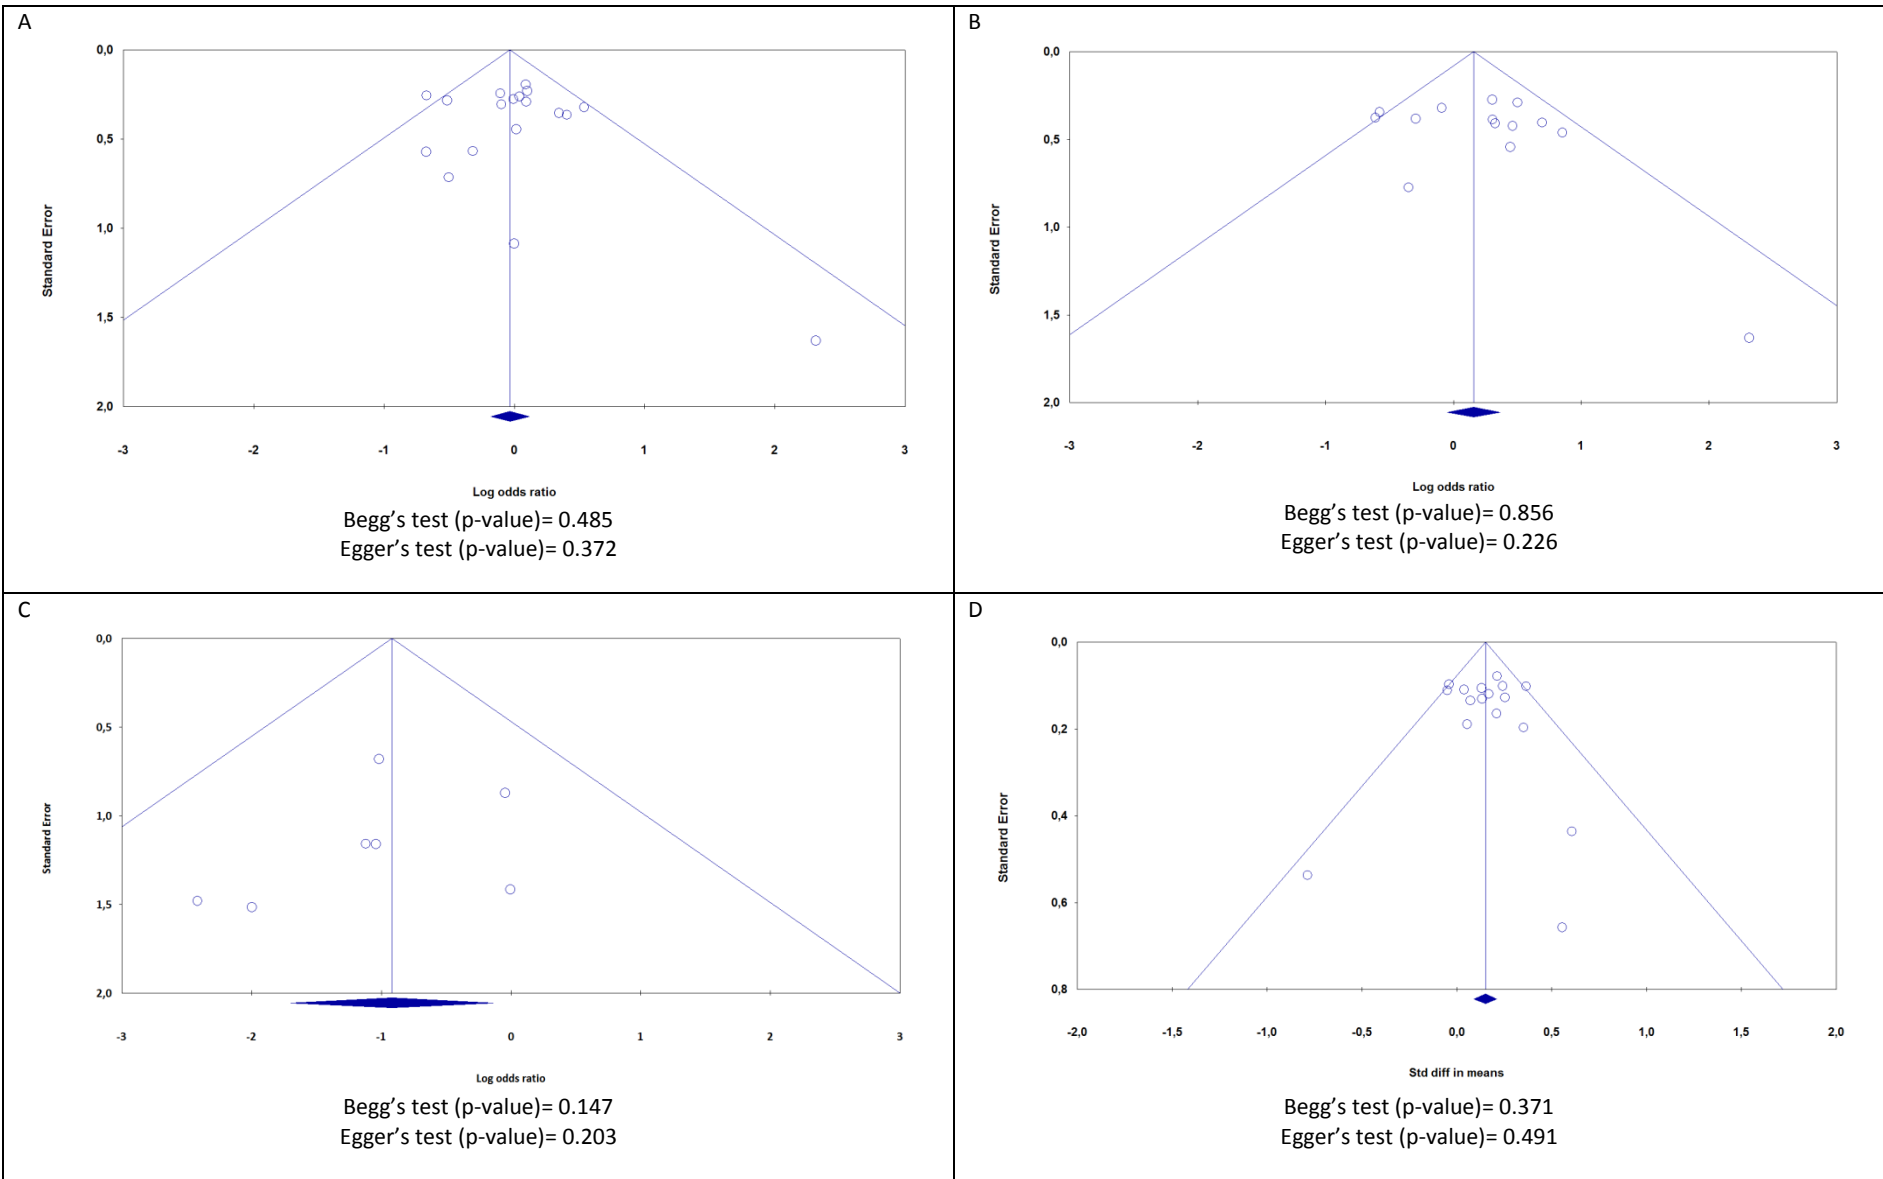 A
0,0
0,5
1,0
1,5
2,0
Standard Error
-3 -2 -1 0 1 2 3
Log odds ratio
Begg’s test (p-value)= 0.485
Egger’s test (p-value)= 0.372
B
0,0
0,5
1,0
1,5
2,0
Standard Error
-3 -2 -1 0 1 2 3
Log odds ratio
Begg’s test (p-value)= 0.856
Egger’s test (p-value)= 0.226
C
0,0
0,5
1,0
1,5
2,0
Standard Error
-3 -2 -1 0 1 2 3
Log odds ratio
Begg’s test (p-value)= 0.147
Egger’s test (p-value)= 0.203
D
0,0
0,2
0,4
0,6
0,8
Standard Error
-2,0 -1,5 -1,0 -0,5 0,0 0,5 1,0 1,5 2,0
Std diff in means
Begg’s test (p-value)= 0.371
Egger’s test (p-value)= 0.491